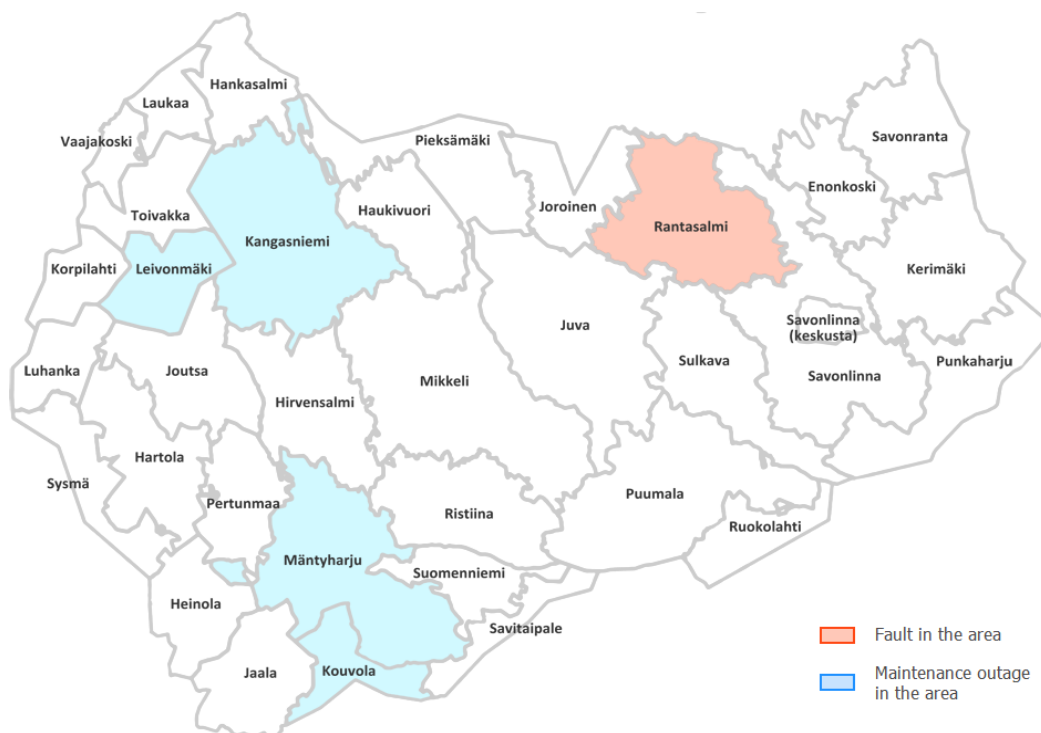 Hankasalmi
Laukaa
Vaajakoski
Pieksämäki
Savonranta
Enonkoski
Toivakka
Haukivuori
Joroinen
Rantasalmi
Kangasniemi
Korpilahti
Leivonmäki
Kerimäki
Savonlinna
(keskusta)
Juva
Luhanka
Joutsa
Mikkeli
Sulkava
Savonlinna
Punkaharju
Hirvensalmi
Hartola
Sysmä
Pertunmaa
Ristiina
Puumala
Ruokolahti
Mäntyharju
Suomenniemi
Heinola
Savitaipale
Jaala
Kouvola
Fault in the area
Maintenance outage
in the area